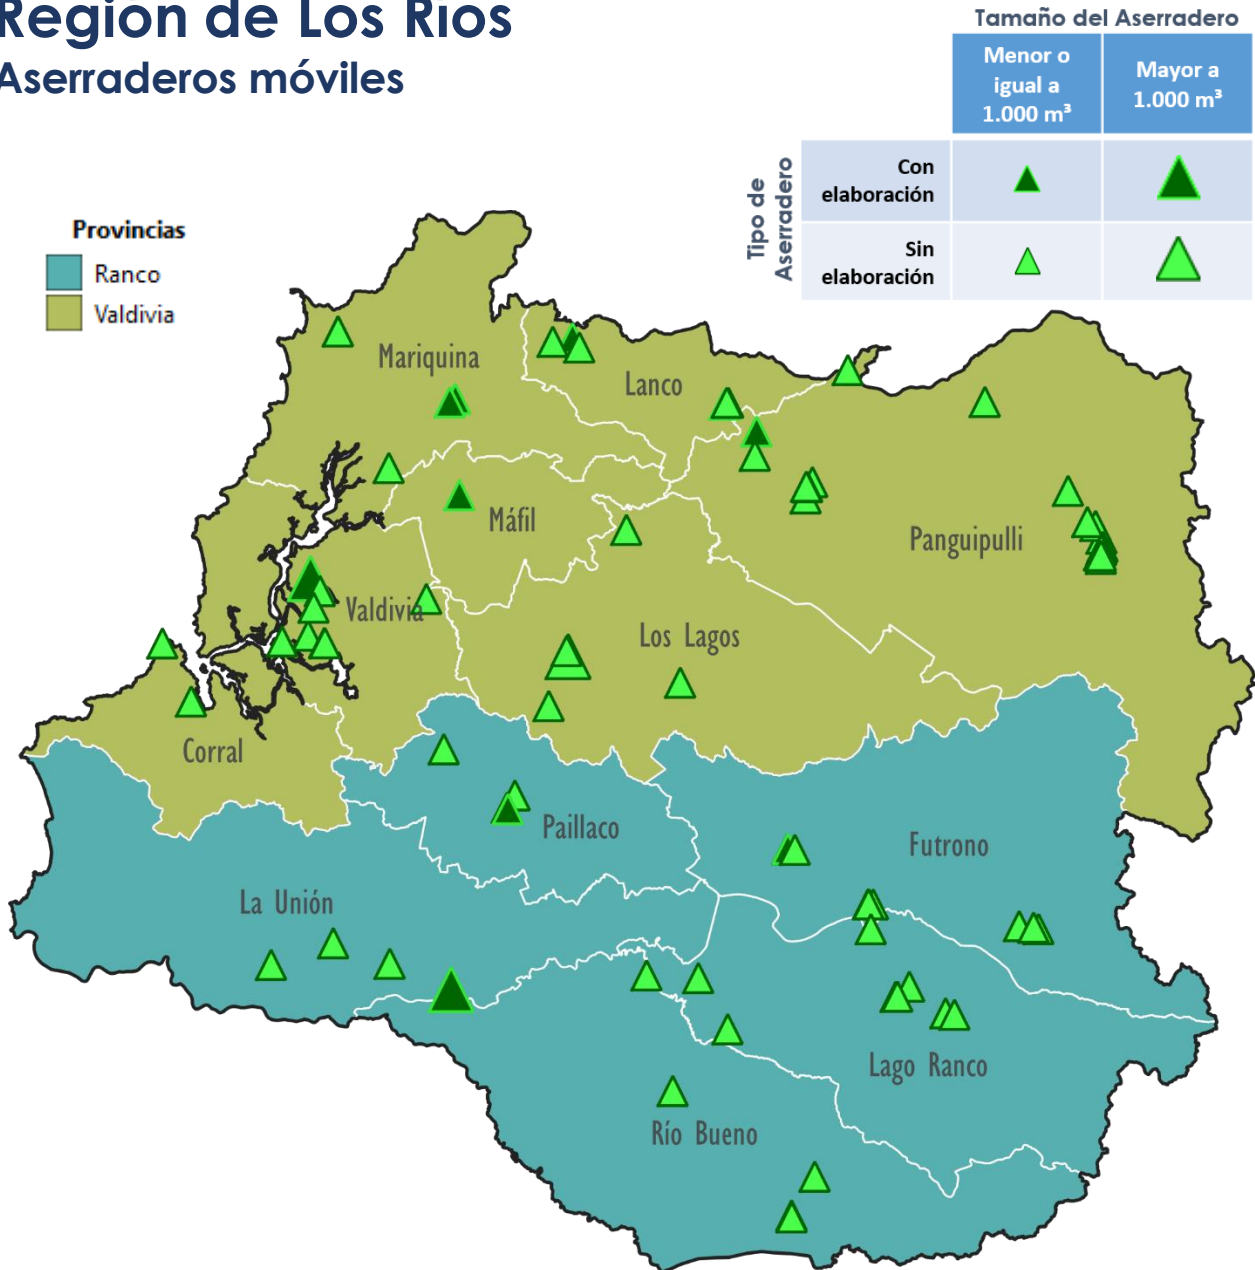 Región de Los Ríos
Aserraderos móviles
Tamaño del Aserradero
Menor o
igual a
1.000 m³
Mayor a
1.000 m³
Tipo de
Aserradero
Con
elaboración
Sin
elaboración
Provincias
Ranco
Valdivia
Mariquina
Lanco
Máfil
Panguipulli
Valdivia
Los Lagos
Corral
Paillaco
Futrono
La Unión
Lago Ranco
Río Bueno